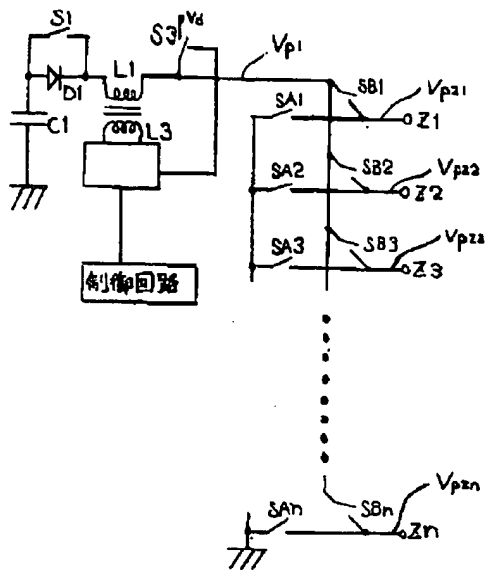 S1
D1
C1
L1
L3
S3
Vd
Vp1
制御回路
SA1
SB1
Vpz1
Z1
SA2
SB2
Vpz2
Z2
SA3
SB3
Vpz3
Z3
SAn
SBn
Vpzn
Zn